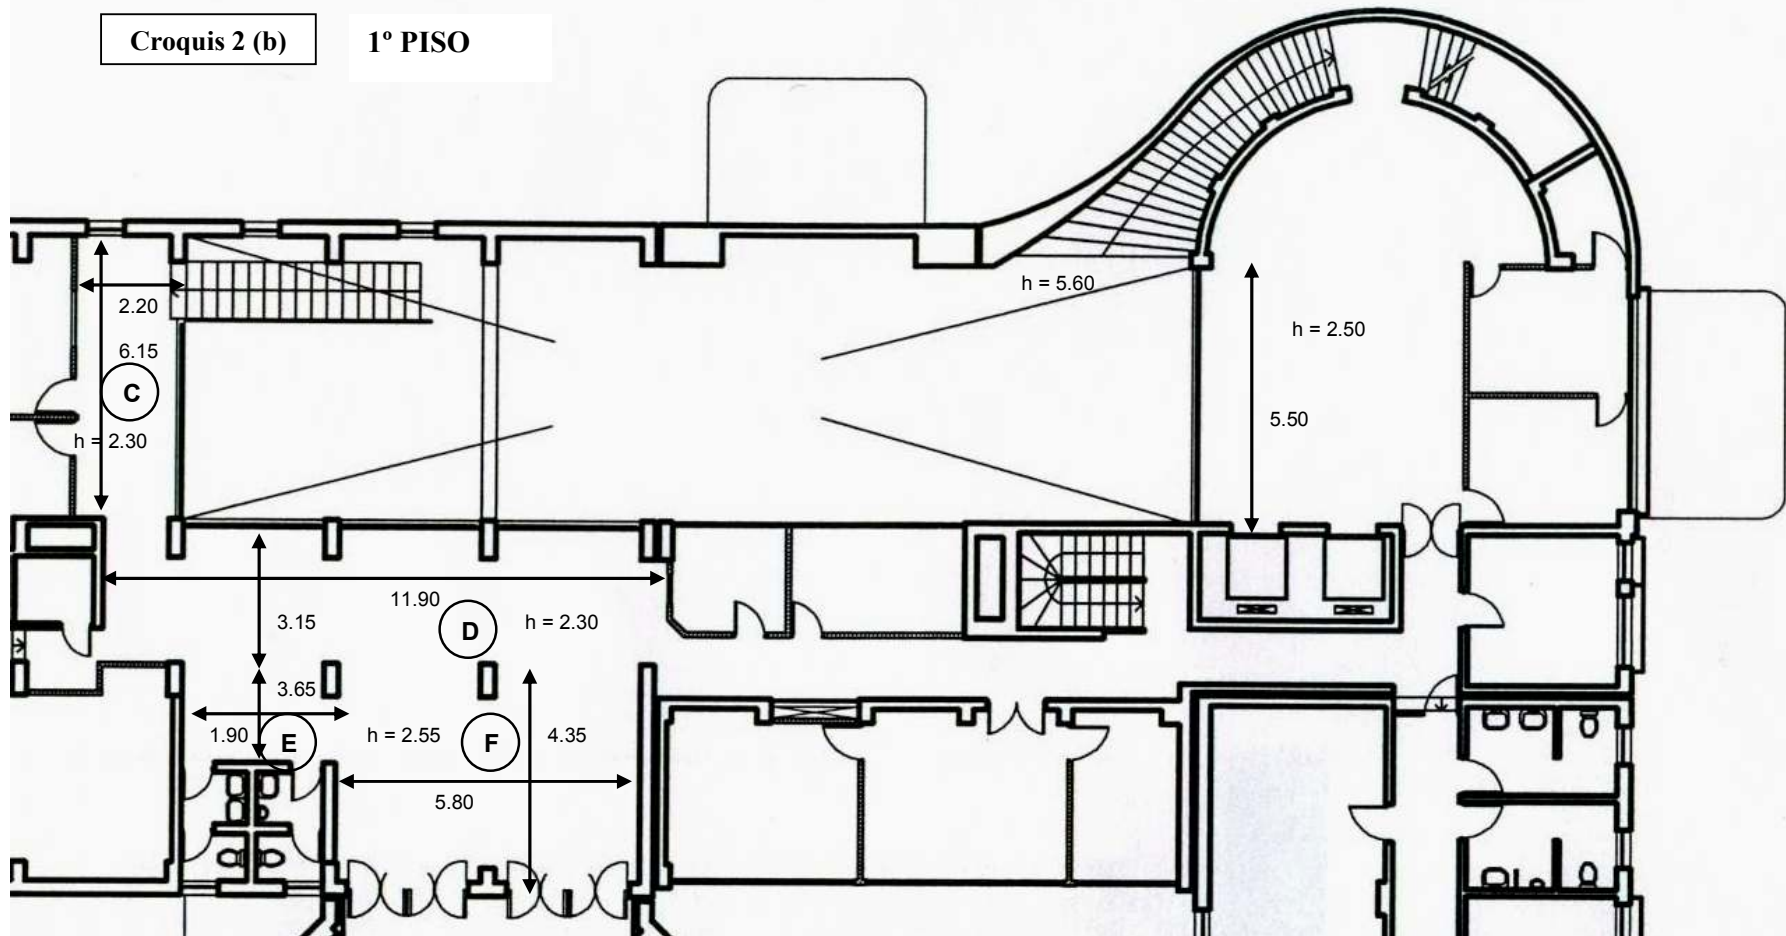 Croquis 2 (b)
1º PISO
h = 5.60
2.20
h = 2.50
6.15
C
5.50
h = 2.30
11.90
3.15
D
h = 2.30
3.65
1.90
E
h = 2.55
F
4.35
5.80